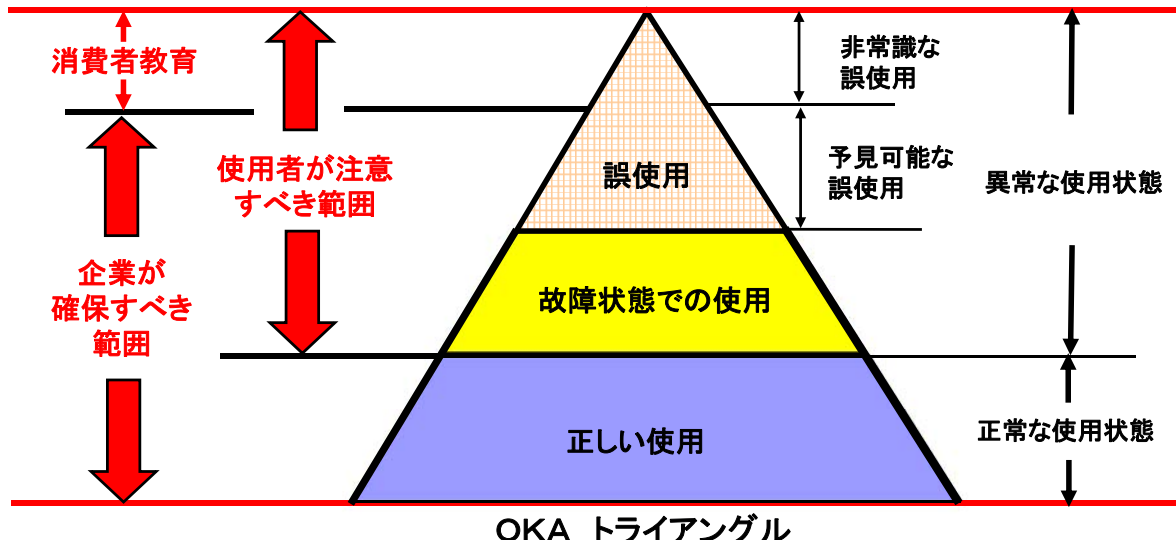 消費者教育
企業が
確保すべき
範囲
使用者が注意
すべき範囲
誤使用
故障状態での使用
正しい使用
非常識な
誤使用
予見可能な
誤使用
異常な使用状態
正常な使用状態
OKA トライアングル